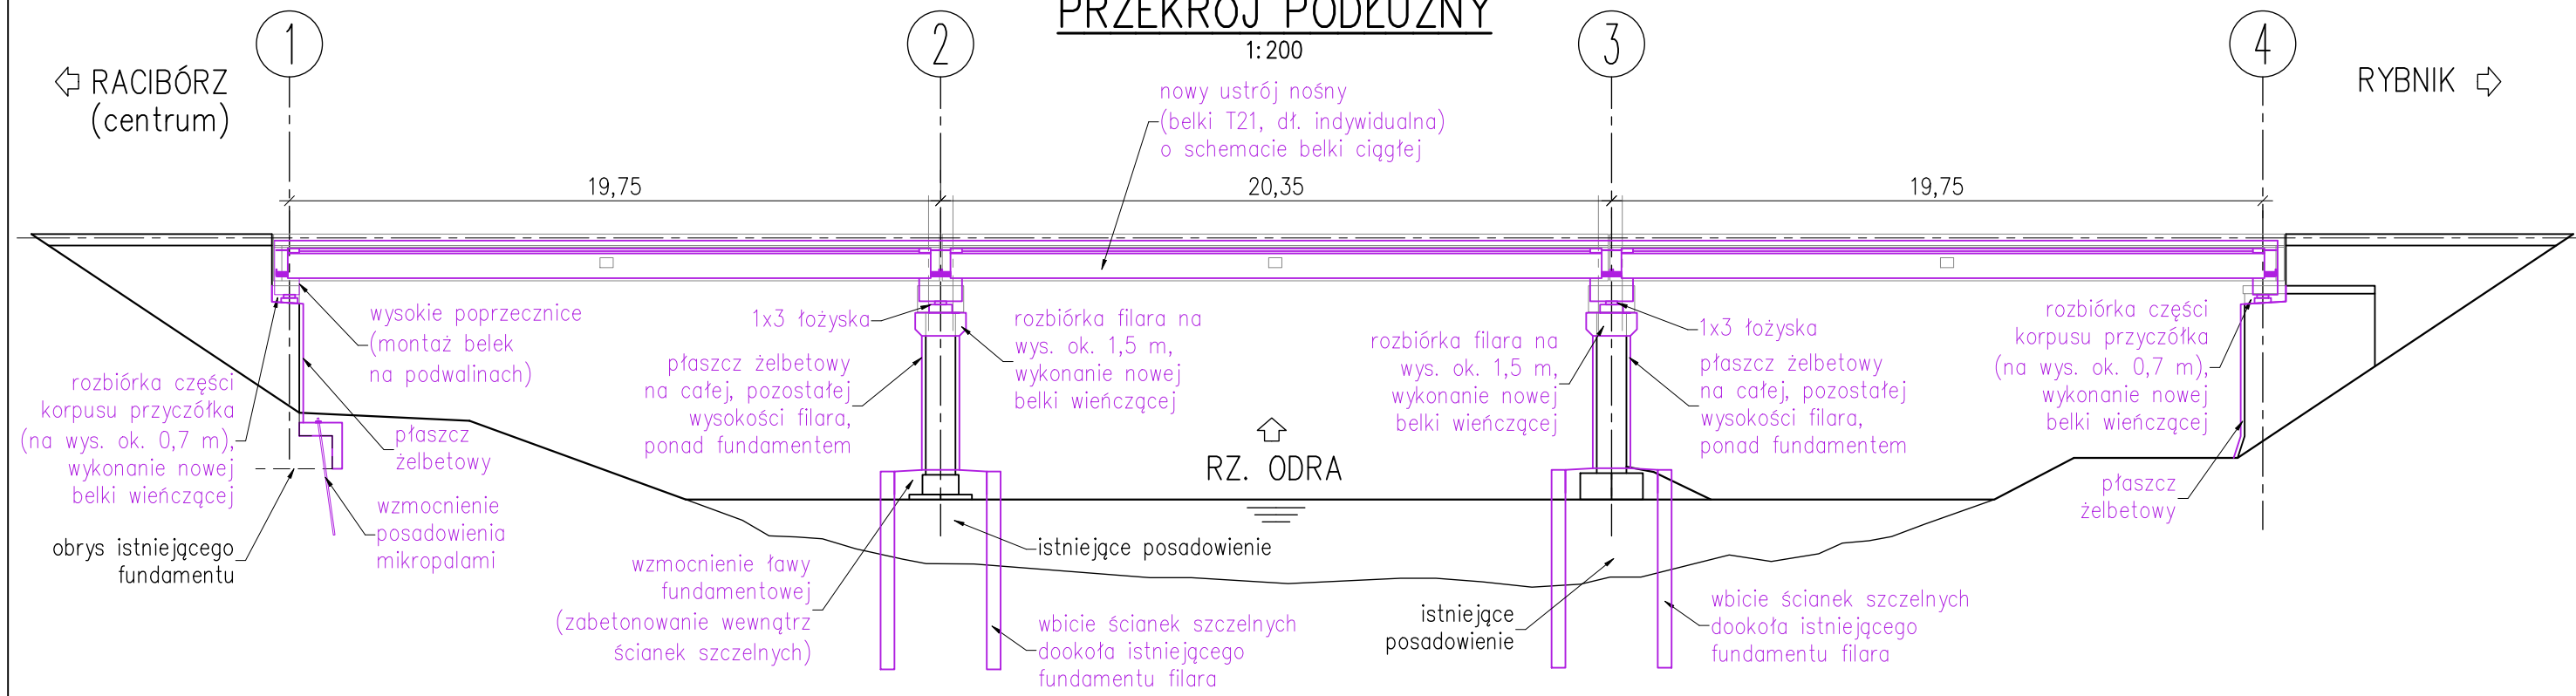 PRZEKRÓJ PODŁUŻNY
1:200
1
2
3
4
RACIBÓRZ
(centrum)
RYBNIK
nowy ustrój nośny
(belki T21, dł. indywidualna)
o schemacie belki ciągłej
19,75
20,35
19,75
wysokie poprzecznice
(montaż belek
na podwalinach)
rozbiórka części
korpusu przyczółka
(na wys. ok. 0,7 m),
wykonanie nowej
belki wieńczącej
płaszcz
żelbetowy
wzmocnienie
posadowienia
mikropalami
obrys istniejącego
fundamentu
1x3 łożyska
płaszcz żelbetowy
na całej, pozostałej
wysokości filara,
ponad fundamentem
rozbiórka filara na
wys. ok. 1,5 m,
wykonanie nowej
belki wieńczącej
wzmocnienie ławy
fundamentowej
(zabetonowanie wewnątrz
ścianek szczelnych)
istniejące posadowienie
wbicie ścianek szczelnych
dookoła istniejącego
fundamentu filara
RZ. ODRA
rozbiórka filara na
wys. ok. 1,5 m,
wykonanie nowej
belki wieńczącej
1x3 łożyska
płaszcz żelbetowy
na całej, pozostałej
wysokości filara,
ponad fundamentem
istniejące
posadowienie
wbicie ścianek szczelnych
dookoła istniejącego
fundamentu filara
rozbiórka części
korpusu przyczółka
(na wys. ok. 0,7 m),
wykonanie nowej
belki wieńczącej
płaszcz
żelbetowy